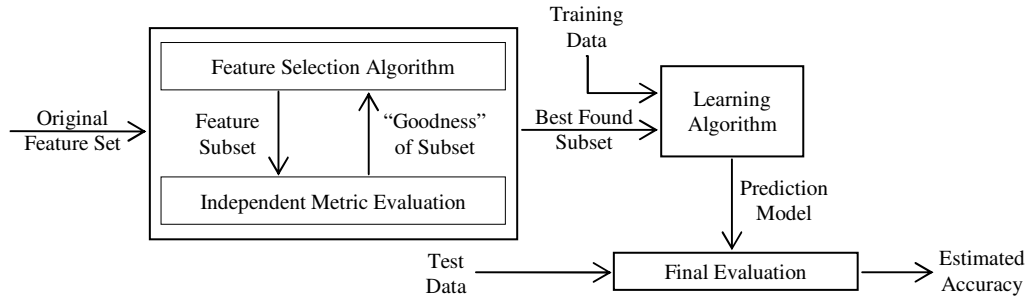 Original
Feature Set
Feature Selection Algorithm
Feature
Subset
“Goodness”
of Subset
Independent Metric Evaluation
Training
Data
Best Found
Subset
Learning
Algorithm
Prediction
Model
Test
Data
Final Evaluation
Estimated
Accuracy